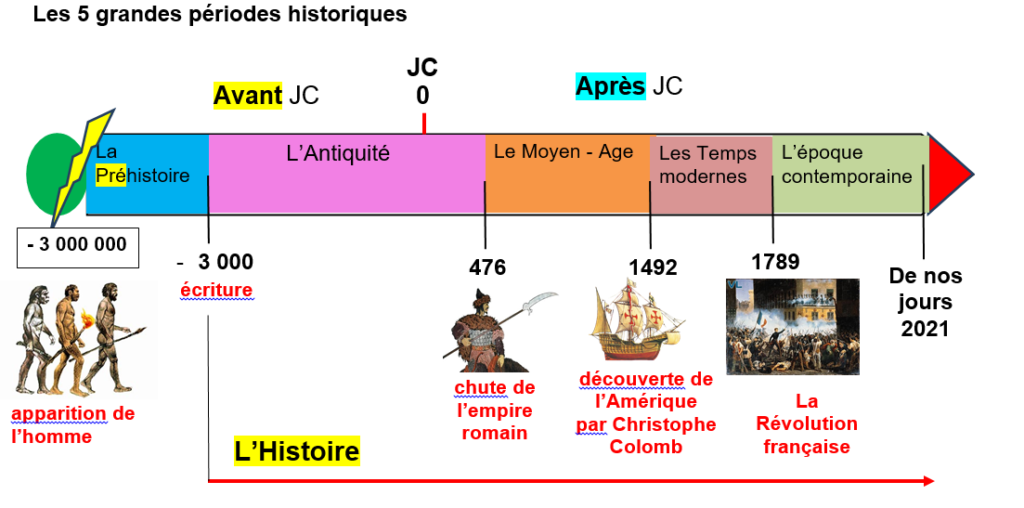 Les 5 grandes périodes historiques
JC
0
Avant JC
Après JC
La
Préhistoire
L'Antiquité
Le Moyen - Age
Les Temps
modernes
L'époque
contemporaine
- 3 000 000
- 3 000
écriture
476
1492
1789
De nos
jours
2021
apparition de
l'homme
chute de
l'empire
romain
découverte de
l'Amérique
par Christophe
Colomb
La
Révolution
française
L'Histoire